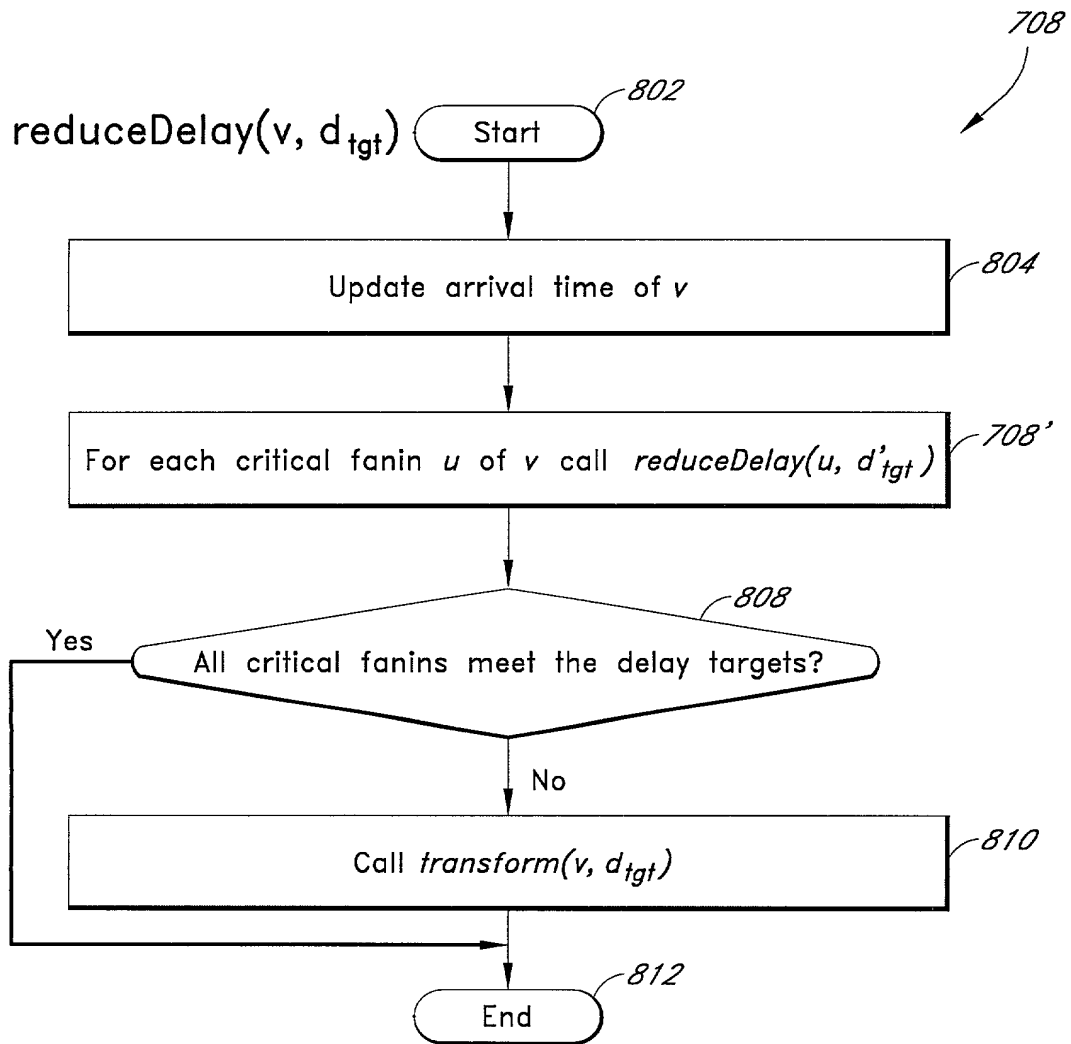 708
802
reduceDelay(v, d_tgt) Start
804
Update arrival time of v
708'
For each critical fanin u of v call reduceDelay(u, d'_tgt)
808
Yes
All critical fanins meet the delay targets?
No
810
Call transform(v, d_tgt)
812
End